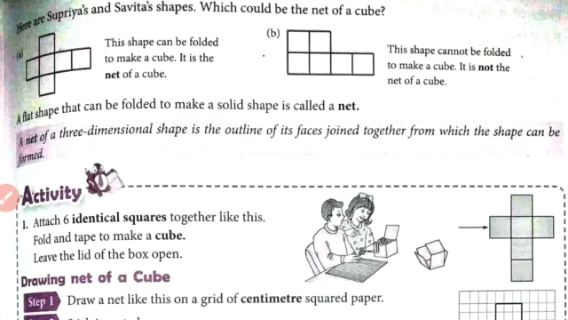 Here are Supriya's and Savita's shapes. Which could be the net of a cube?
(a)
This shape can be folded
to make a cube. It is the
net of a cube.
(b)
This shape cannot be folded
to make a cube. It is not the
net of a cube.
A flat shape that can be folded to make a solid shape is called a net.
A net of a three-dimensional shape is the outline of its faces joined together from which the shape can be
formed.
Activity
1. Attach 6 identical squares together like this.
Fold and tape to make a cube.
Leave the lid of the box open.
Drawing net of a Cube
Step 1 Draw a net like this on a grid of centimetre squared paper.